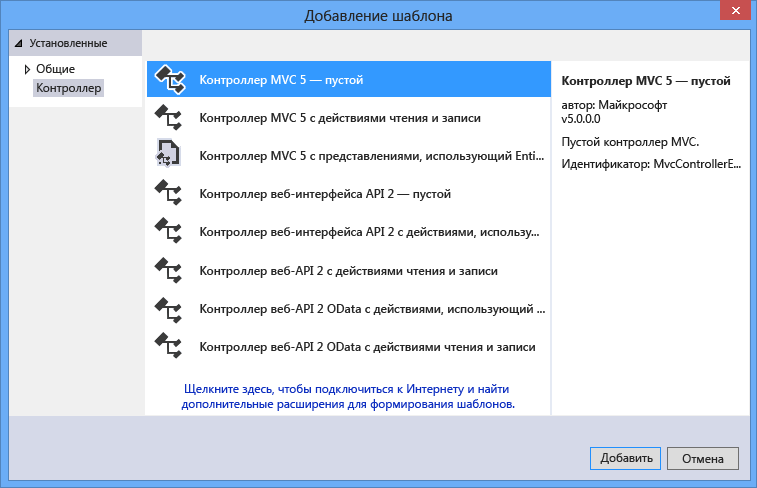 Добавление шаблона
Установленные
Общие
Контроллер
Контроллер MVC 5 — пустой
Контроллер MVC 5 с действиями чтения и записи
Контроллер MVC 5 с представлениями, использующий Enti...
Контроллер веб-интерфейса API 2 — пустой
Контроллер веб-интерфейса API 2 с действиями, использу...
Контроллер веб-API 2 с действиями чтения и записи
Контроллер веб-API 2 OData с действиями, использующий ...
Контроллер веб-API 2 OData с действиями чтения и записи
Щелкните здесь, чтобы подключиться к Интернету и найти
дополнительные расширения для формирования шаблонов.
Контроллер MVC 5 — пустой
автор: Майкрософт
v5.0.0.0
Пустой контроллер MVC.
Идентификатор: MvcControllerE...
Добавить
Отмена